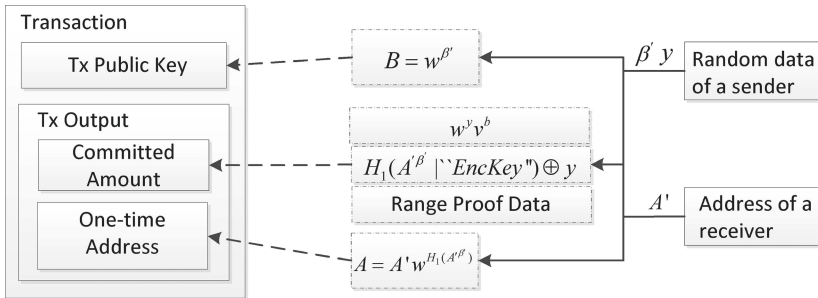 Transaction
Tx Public Key
Tx Output
Committed
Amount
One-time
Address
B = w^{β'}
w^y v^b
H_1(A'^{β'} | ``EncKey'') ⊕ y
Range Proof Data
A = A' w^{H_1(A'^{β'})}
β' y
Random data
of a sender
A'
Address of a
receiver